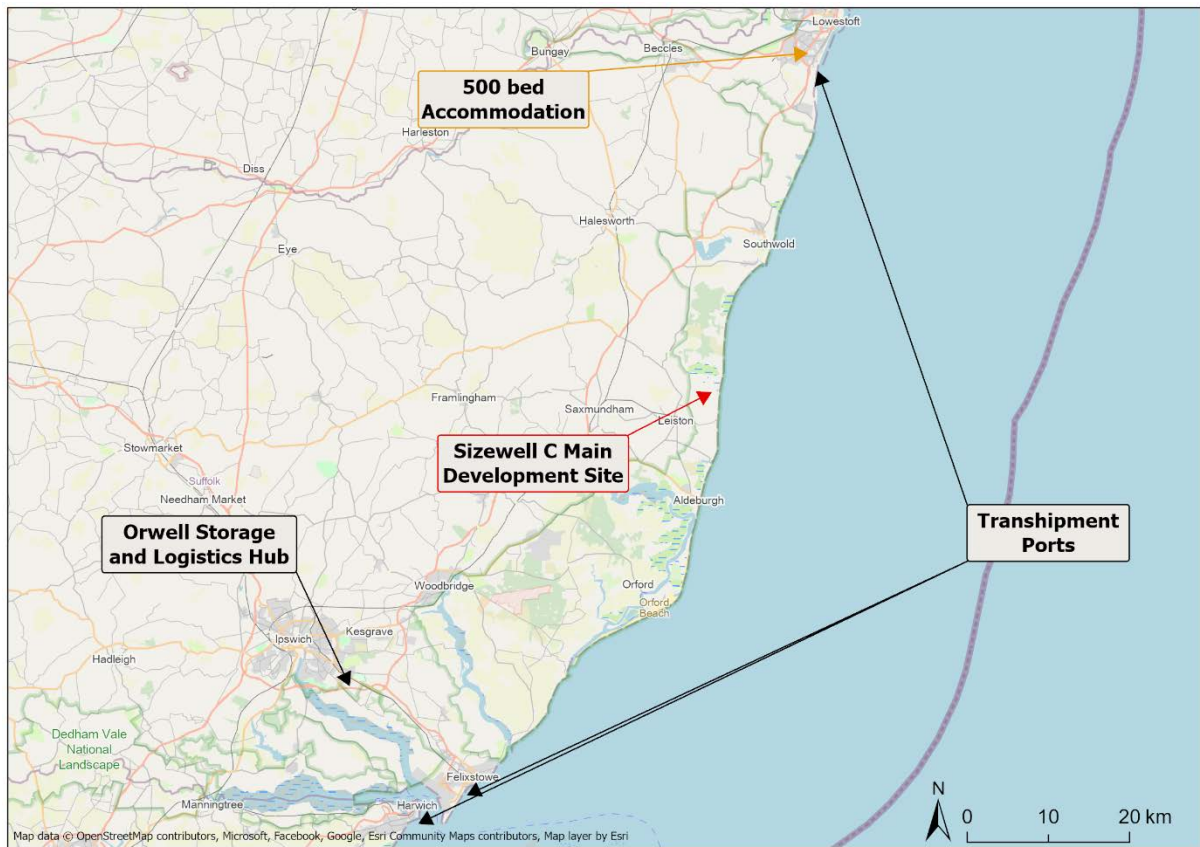 Lowestoft
Bungay
Beccles
500 bed
Accommodation
Harleston
Diss
Halesworth
Southwold
Eye
Framlingham
Saxmundham
Leiston
Sizewell C Main
Development Site
Stowmarket
Suffolk
Needham Market
Aldeburgh
Orwell Storage
and Logistics Hub
Transhipment
Ports
Woodbridge
Orford
Orford
Beach
Kesgrave
Ipswich
Hadleigh
Dedham Vale
National
Landscape
Felixstowe
Manningtree
Harwich
N
0 10 20 km
Map data © OpenStreetMap contributors, Microsoft, Facebook, Google, Esri Community Maps contributors, Map layer by Esri